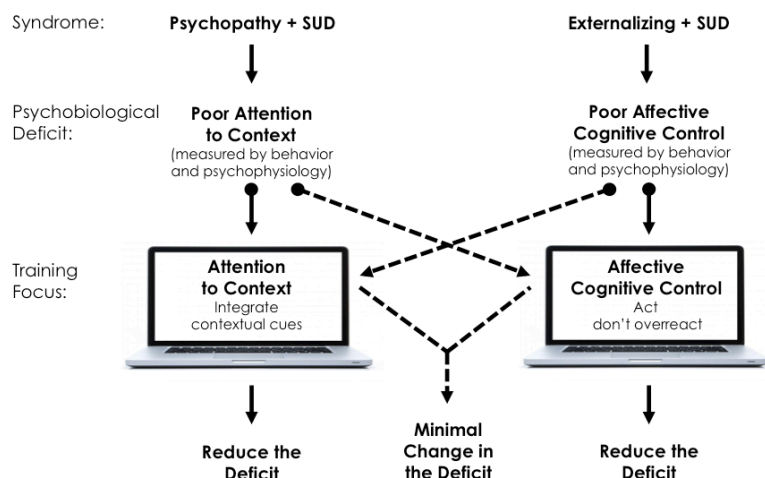 Syndrome:
Psychopathy + SUD
Externalizing + SUD
Psychobiological
Deficit:
Poor Attention
to Context
(measured by behavior
and psychophysiology)
Poor Affective
Cognitive Control
(measured by behavior
and psychophysiology)
Training
Focus:
Attention
to Context
Integrate
contextual cues
Affective
Cognitive Control
Act
don't overreact
Reduce the
Deficit
Minimal
Change in
the Deficit
Reduce the
Deficit